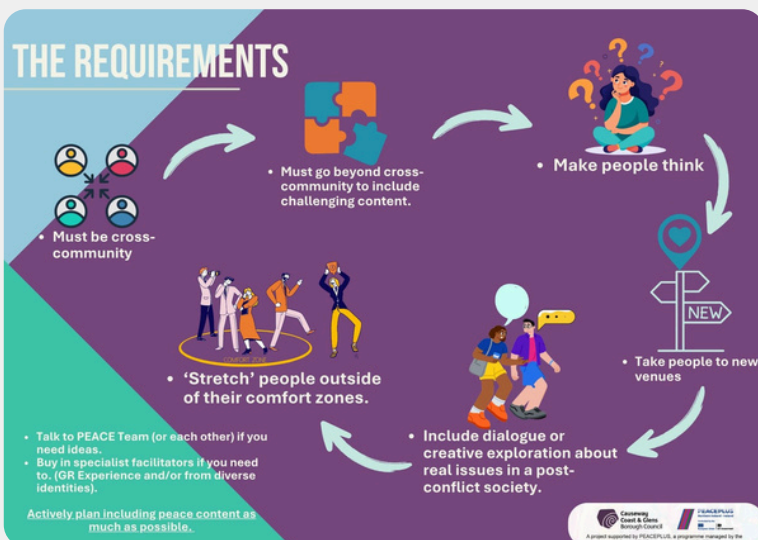 THE REQUIREMENTS
• Must be cross-
community
• Must go beyond cross-
community to include
challenging content.
• Make people think
NEW
• Take people to new
venues
• Include dialogue or
creative exploration about
real issues in a post-
conflict society.
COMFORT ZONE
• 'Stretch' people outside
of their comfort zones.
• Talk to PEACE Team (or each other) if you
need ideas.
• Buy in specialist facilitators if you need
to. (GR Experience and/or from diverse
identities).
Actively plan including peace content as
much as possible.
Causeway
Coast & Glens
Borough Council
PEACEPLUS
A project supported by PEACEPLUS, a programme managed by the